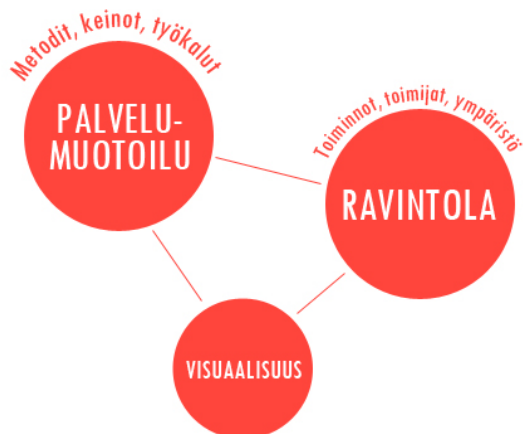 Metodit, keinot, työkalut
PALVELU-
MUOTOILU
Toiminnot, toimijat, ympäristö
RAVINTOLA
VISUAALISUUS